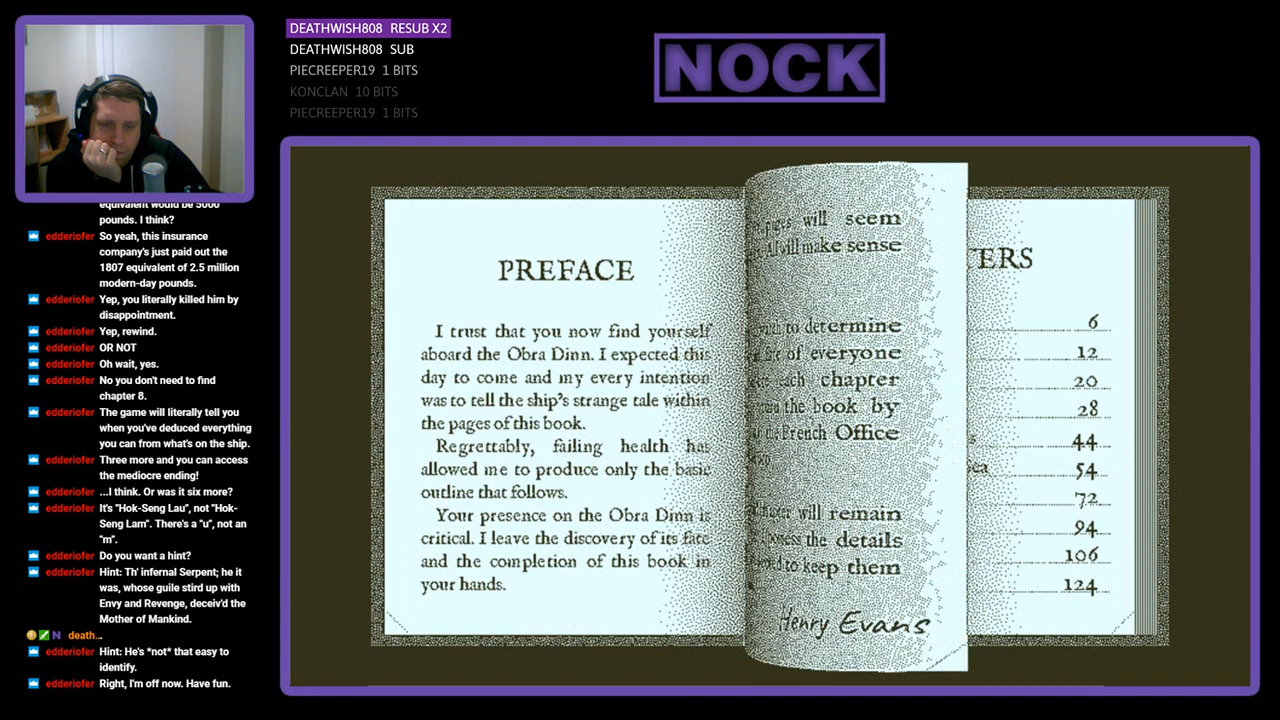 DEATHWISH808 RESUB X2
DEATHWISH808 SUB
PIECREEPER19 1 BITS
KONCLAN 10 BITS
PIECREEPER19 1 BITS
NOCK
equivalent would be 5000
pounds. I think?
edderiofer So yeah, this insurance
company's just paid out the
1807 equivalent of 2.5 million
modern-day pounds.
edderiofer Yep, you literally killed him by
disappointment.
edderiofer Yep, rewind.
edderiofer OR NOT
edderiofer Oh wait, yes.
edderiofer No you don't need to find
chapter 8.
edderiofer The game will literally tell you
when you've deduced everything
you can from what's on the ship.
edderiofer Three more and you can access
the mediocre ending!
edderiofer ...I think. Or was it six more?
edderiofer It's "Hok-Seng Lau", not "Hok-
Seng Lam". There's a "u", not an
"m".
edderiofer Do you want a hint?
edderiofer Hint: Th' infernal Serpent; he it
was, whose guile stird up with
Envy and Revenge, deceiv'd the
Mother of Mankind.
N death...
edderiofer Hint: He's *not* that easy to
identify.
edderiofer Right, I'm off now. Have fun.
PREFACE
I trust that you now find yourself
aboard the Obra Dinn. I expected this
day to come and my every intention
was to tell the ship's strange tale within
the pages of this book.
Regrettably, failing health has
allowed me to produce only the basic
outline that follows.
Your presence on the Obra Dinn is
critical. I leave the discovery of its fate
and the completion of this book in
your hands.
will seem
All will make sense
to determine
everyone
each chapter
the book by
French Office
will remain
the details
to keep them
Henry Evans
TERS
6
12
20
28
44
54
72
94
106
124